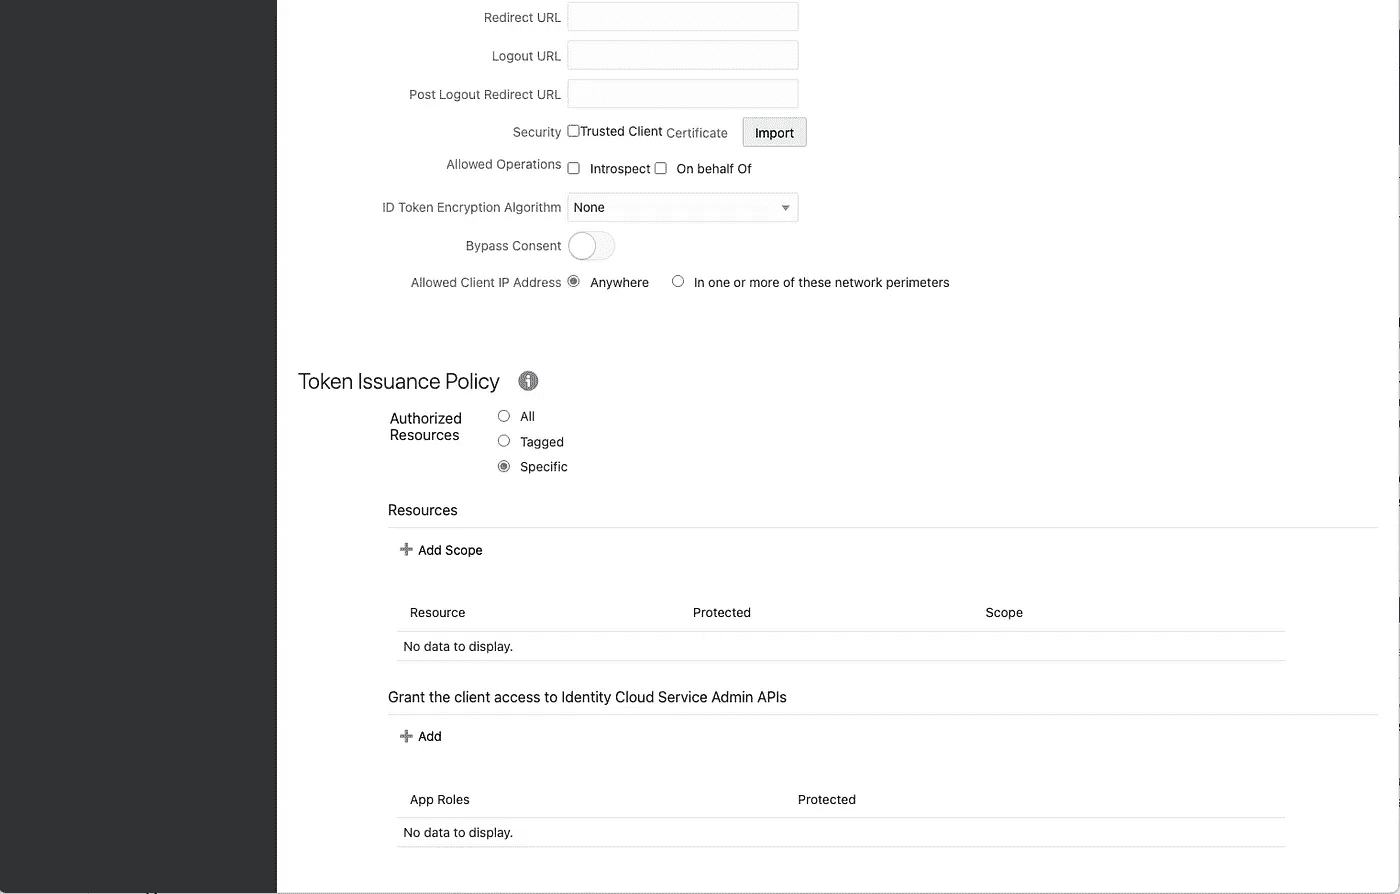 Redirect URL
Logout URL
Post Logout Redirect URL
Security Trusted Client Certificate Import
Allowed Operations Introspect On behalf Of
ID Token Encryption Algorithm None
Bypass Consent
Allowed Client IP Address Anywhere In one or more of these network perimeters
Token Issuance Policy
Authorized
Resources
All
Tagged
Specific
Resources
Add Scope
Resource Protected Scope
No data to display.
Grant the client access to Identity Cloud Service Admin APIs
Add
App Roles Protected
No data to display.